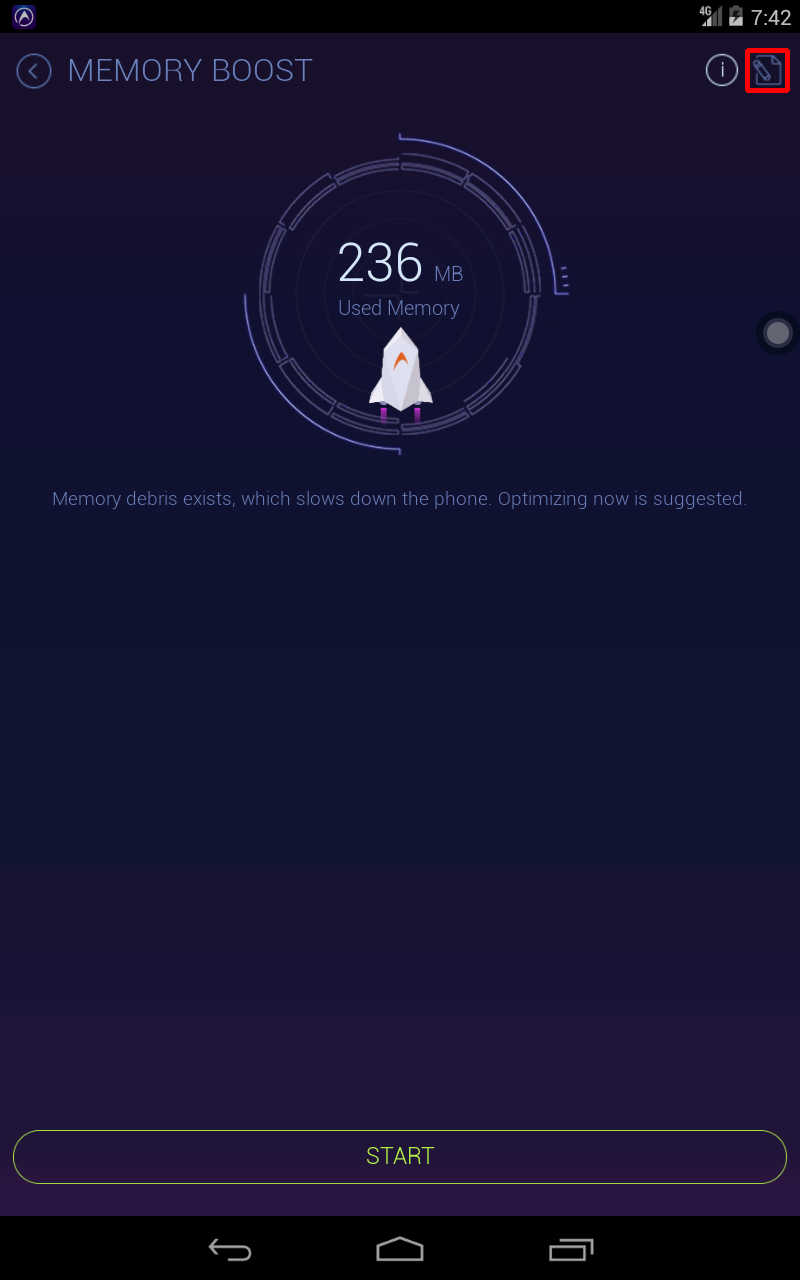 4G 7:42
MEMORY BOOST
236 MB
Used Memory
Memory debris exists, which slows down the phone. Optimizing now is suggested.
START